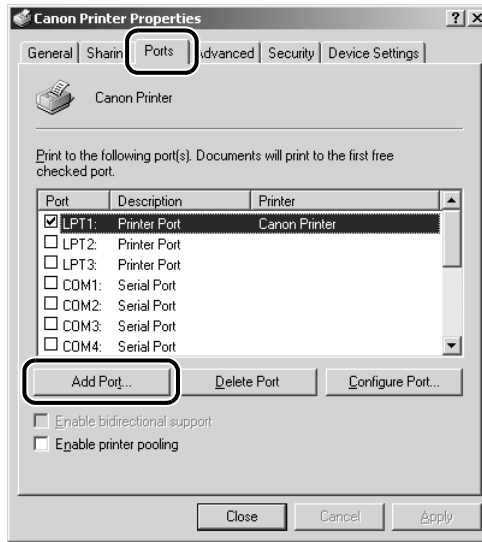 Canon Printer Properties
General Sharin Ports dvanced Security Device Settings
Canon Printer
Print to the following port(s). Documents will print to the first free
checked port.
Port Description Printer
LPT1: Printer Port Canon Printer
LPT2: Printer Port
LPT3: Printer Port
COM1: Serial Port
COM2: Serial Port
COM3: Serial Port
COM4: Serial Port
Add Port... Delete Port Configure Port...
Enable bidirectional support
Enable printer pooling
Close Cancel Apply